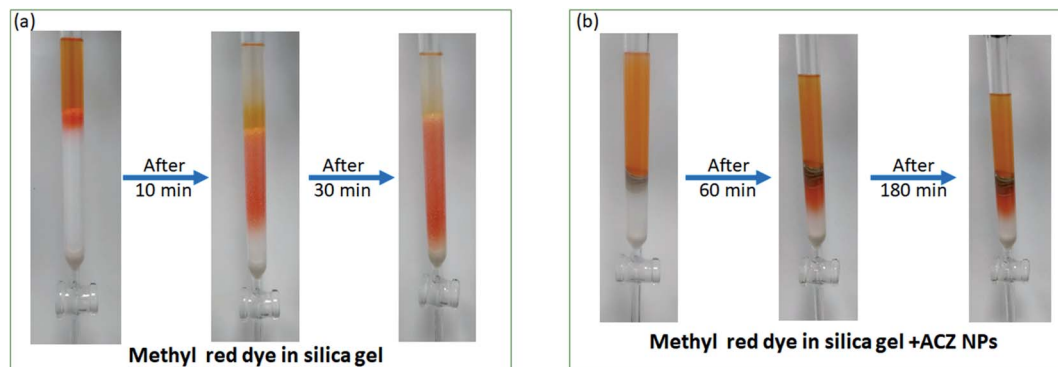 (a)
After
10 min
After
30 min
Methyl red dye in silica gel
(b)
After
60 min
After
180 min
Methyl red dye in silica gel +ACZ NPs